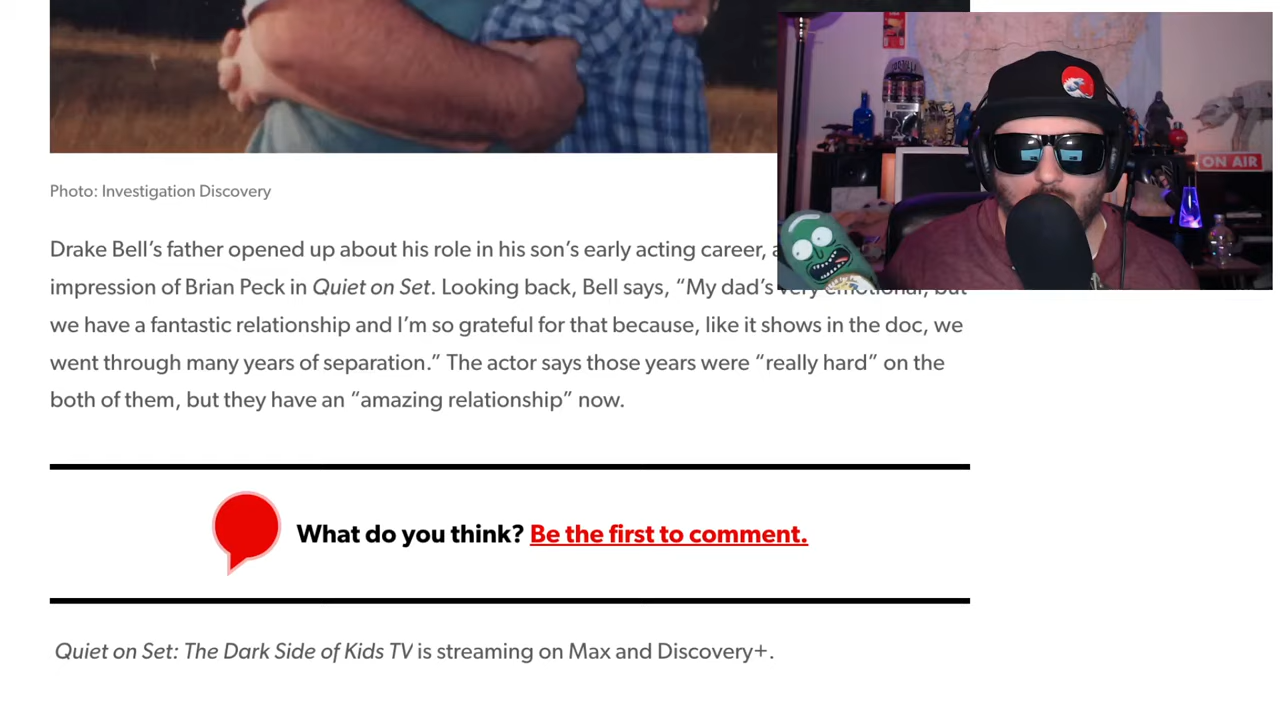 ON AIR
Photo: Investigation Discovery
Drake Bell’s father opened up about his role in his son’s early acting career,
impression of Brian Peck in Quiet on Set. Looking back, Bell says, “My dad’s very emotional, but
we have a fantastic relationship and I’m so grateful for that because, like it shows in the doc, we
went through many years of separation.” The actor says those years were “really hard” on the
both of them, but they have an “amazing relationship” now.
What do you think? Be the first to comment.
Quiet on Set: The Dark Side of Kids TV is streaming on Max and Discovery+.